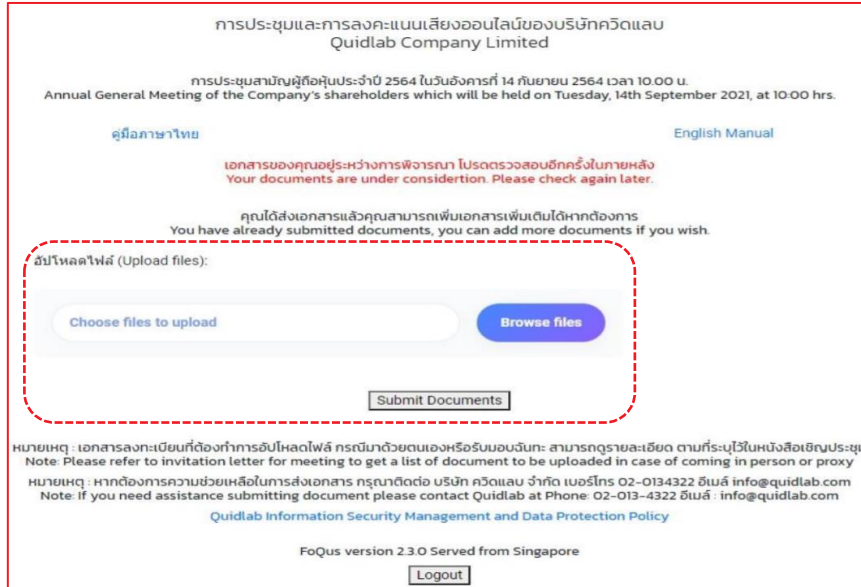 การประชุมและการลงคะแนนเสียงออนไลน์ของบริษัทควิดแลบ
Quidlab Company Limited
การประชุมสามัญผู้ถือหุ้นประจำปี 2564 ในวันอังคารที่ 14 กันยายน 2564 เวลา 10.00 น.
Annual General Meeting of the Company's shareholders which will be held on Tuesday, 14th September 2021, at 10:00 hrs.
คู่มือภาษาไทย
English Manual
เอกสารของคุณอยู่ระหว่างการพิจารณา โปรดตรวจสอบอีกครั้งในภายหลัง
Your documents are under considertion. Please check again later.
คุณได้ส่งเอกสารแล้วคุณสามารถเพิ่มเอกสารเพิ่มเติมได้หากต้องการ
You have already submitted documents, you can add more documents if you wish.
อัปโหลดไฟล์ (Upload files):
Choose files to upload
Browse files
Submit Documents
หมายเหตุ : เอกสารลงทะเบียนที่ต้องทำการอัปโหลดไฟล์ กรณีมาด้วยตนเองหรือรับมอบฉันทะ สามารถดูรายละเอียด ตามที่ระบุไว้ในหนังสือเชิญประชุ
Note: Please refer to invitation letter for meeting to get a list of document to be uploaded in case of coming in person or proxy
หมายเหตุ : หากต้องการความช่วยเหลือในการส่งเอกสาร กรุณาติดต่อ บริษัท ควิดแลบ จำกัด เบอร์โทร 02-0134322 อีเมล์ info@quidlab.com
Note: If you need assistance submitting document please contact Quidlab at Phone: 02-013-4322 อีเมล์ : info@quidlab.com
Quidlab Information Security Management and Data Protection Policy
FoQus version 2.3.0 Served from Singapore
Logout